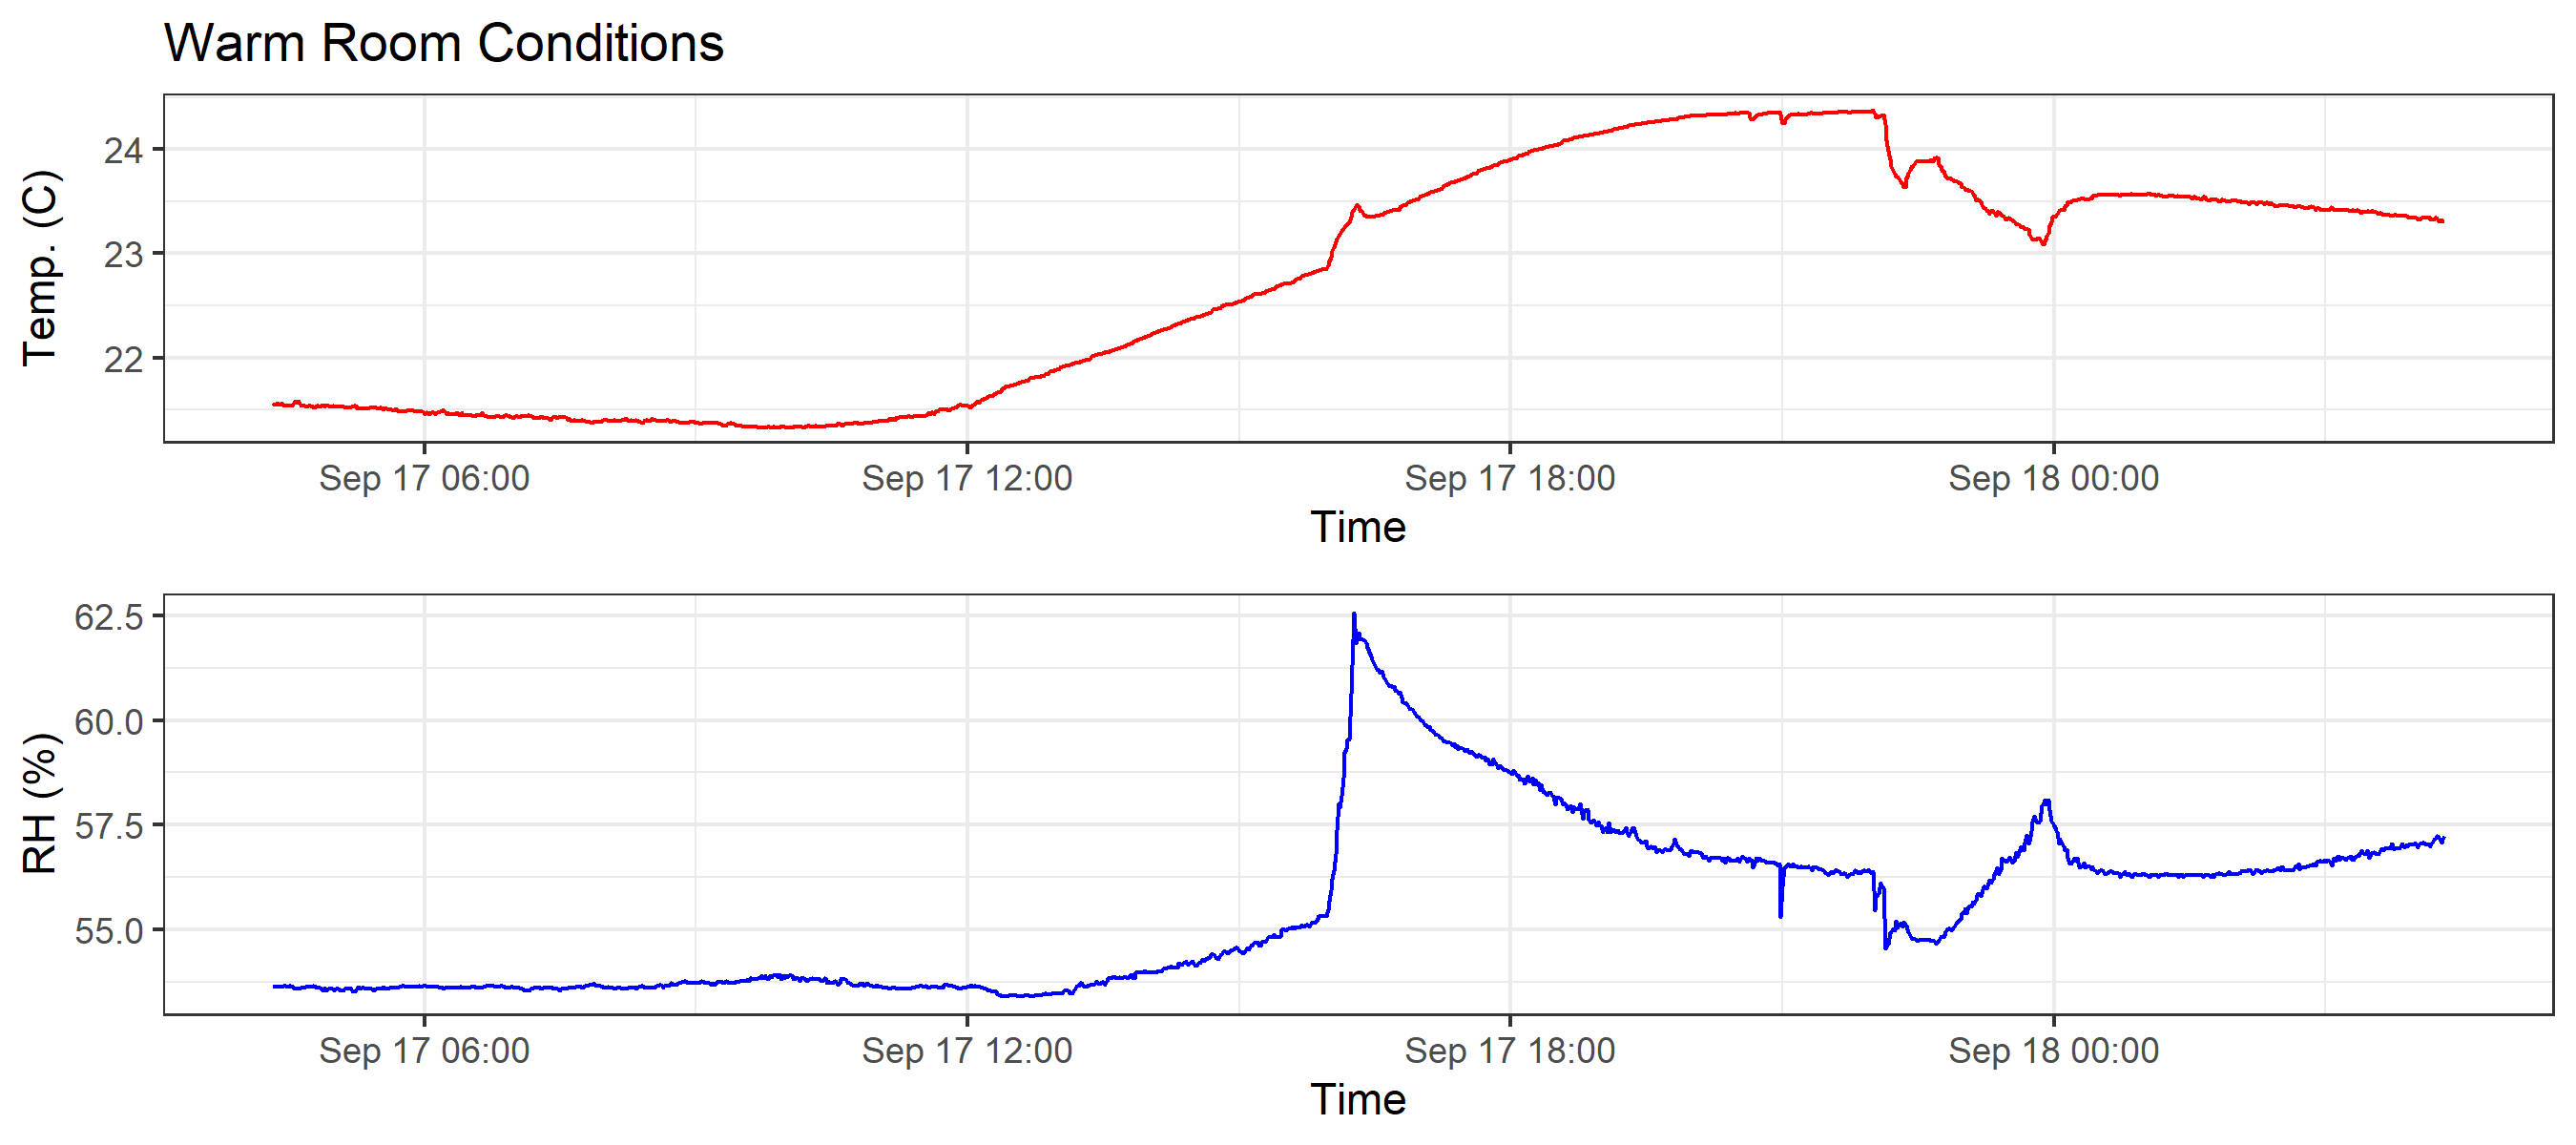 Warm Room Conditions
Temp. (C)
24
23
22
Sep 17 06:00 Sep 17 12:00 Sep 17 18:00 Sep 18 00:00
Time
RH (%)
62.5
60.0
57.5
55.0
Sep 17 06:00 Sep 17 12:00 Sep 17 18:00 Sep 18 00:00
Time